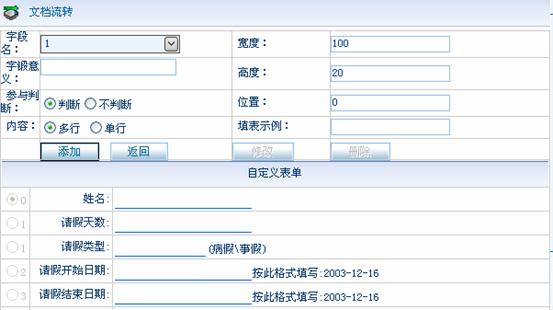 文档流转
字段名： 1 宽度： 100
字锻意义： 高度： 20
参与判断： 判断 不判断 位置： 0
内容： 多行 单行 填表示例：
添加 返回 修改 删除
自定义表单
0 姓名:
1 请假天数:
1 请假类型: (病假\事假)
2 请假开始日期: 按此格式填写:2003-12-16
3 请假结束日期: 按此格式填写:2003-12-16